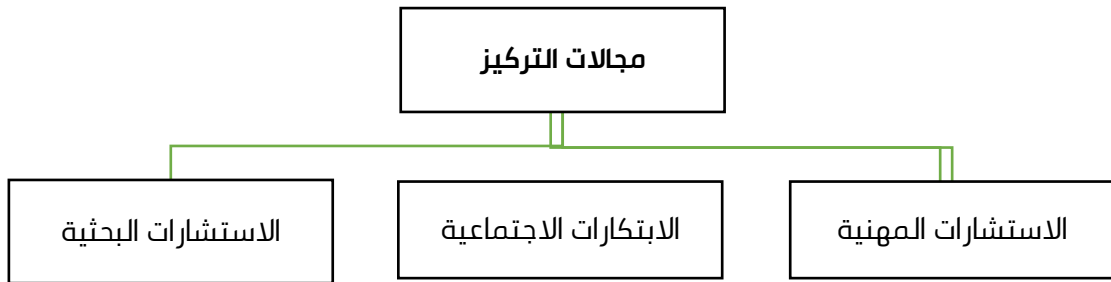 مجالات التركيز
الاستشارات المهنية
الابتكارات الاجتماعية
الاستشارات البحثية